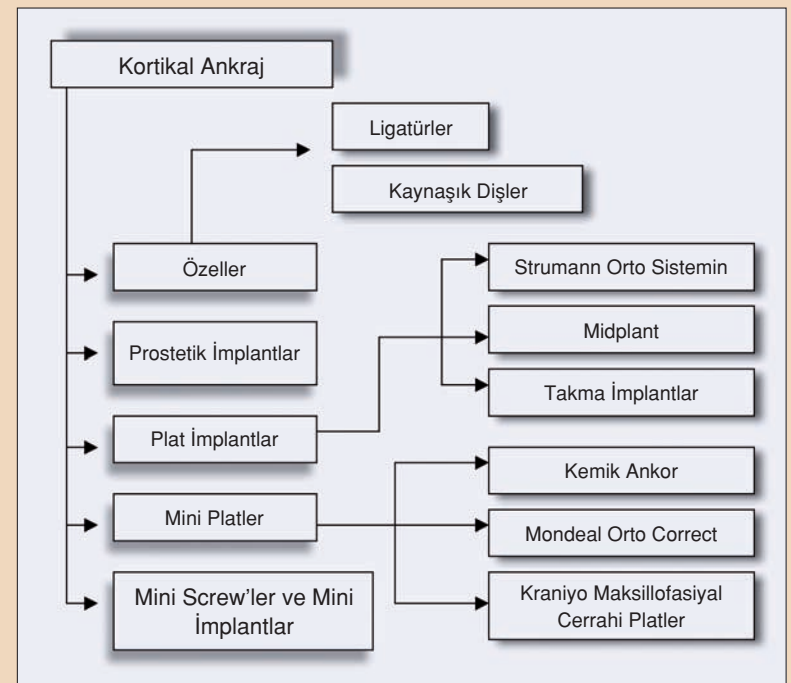 Kortikal Ankraj
Ligatürler
Kaynaşık Dişler
Özeller
Prostetik İmplantlar
Plat İmplantlar
Mini Platler
Mini Screw’ler ve Mini
İmplantlar
Strumann Orto Sistemin
Midplant
Takma İmplantlar
Kemik Ankor
Mondeal Orto Correct
Kraniyo Maksillofasiyal
Cerrahi Platler